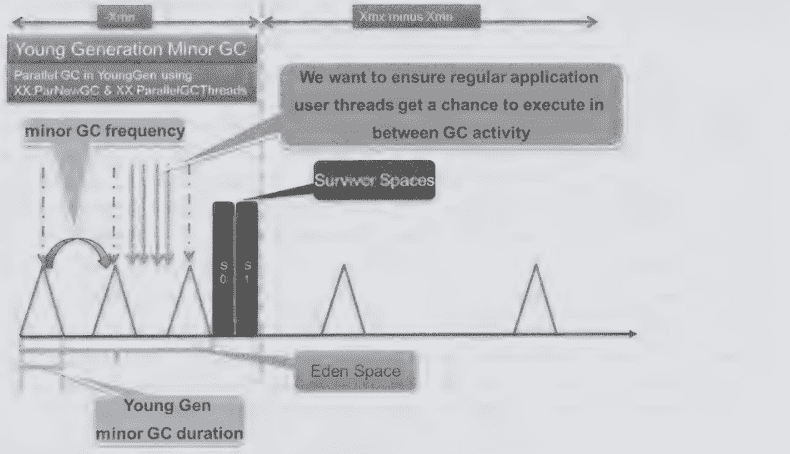 Xmn
Xmx minus Xmn
Young Generation Minor GC
Parallel GC in YoungGen using
XX:ParNewGC & XX:ParallelGCThreads
We want to ensure regular application
user threads get a chance to execute in
between GC activity
minor GC frequency
Survivor Spaces
S
0
S
1
Eden Space
Young Gen
minor GC duration